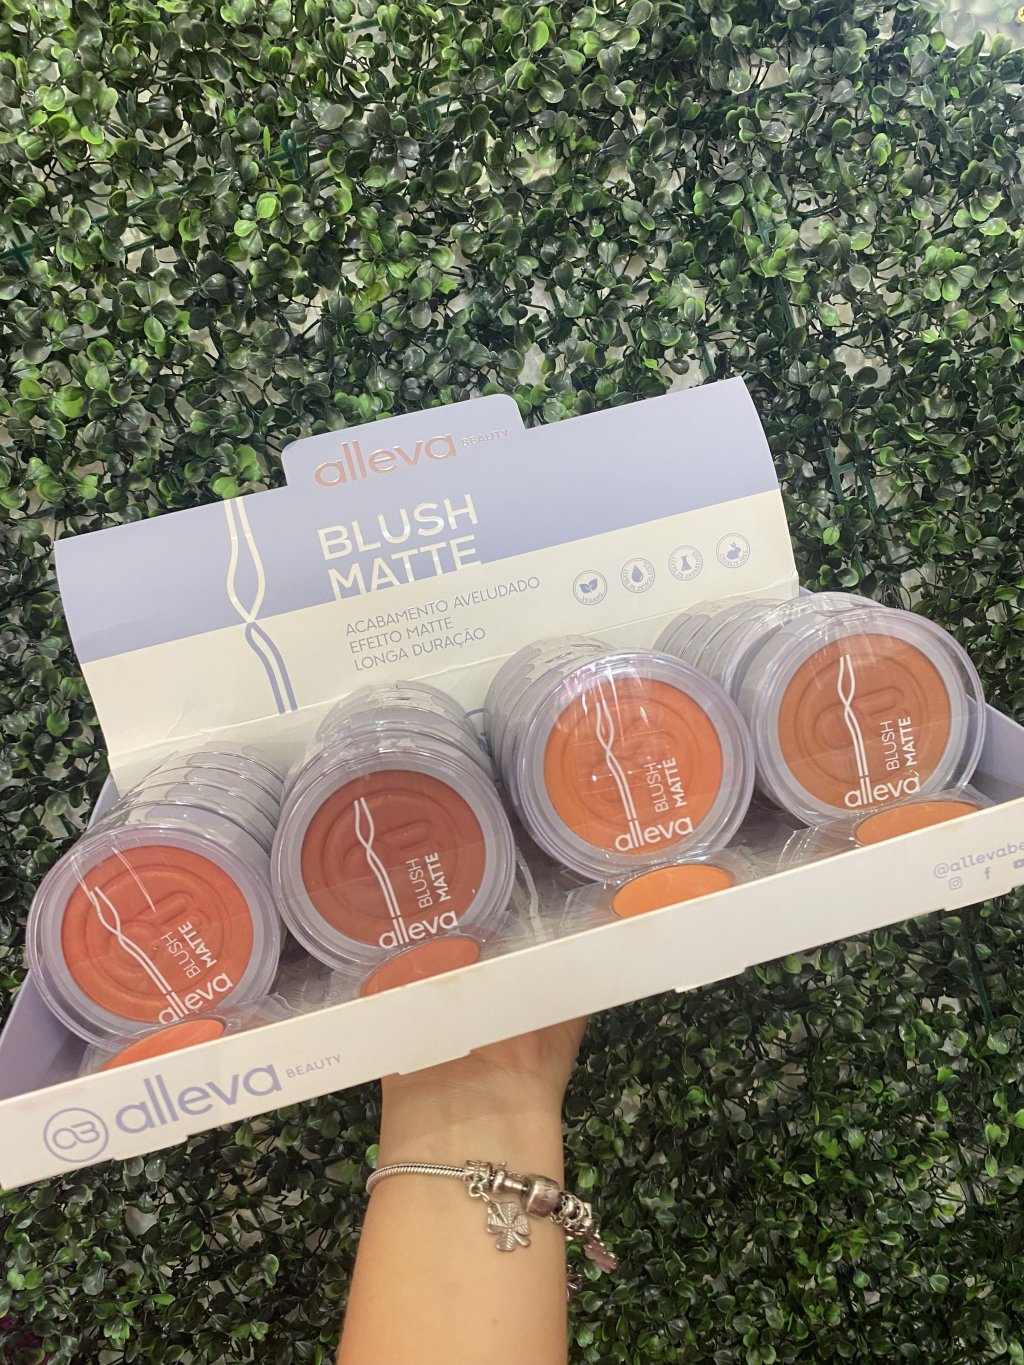 alleva BEAUTY
BLUSH
MATTE
ACABAMENTO AVELUDADO
EFEITO MATTE
LONGA DURAÇÃO
VEGANO
BLUSH
MATTE
alleva
BLUSH
MATTE
alleva
BLUSH
MATTE
alleva
BLUSH
MATTE
alleva
@allevabe
alleva BEAUTY